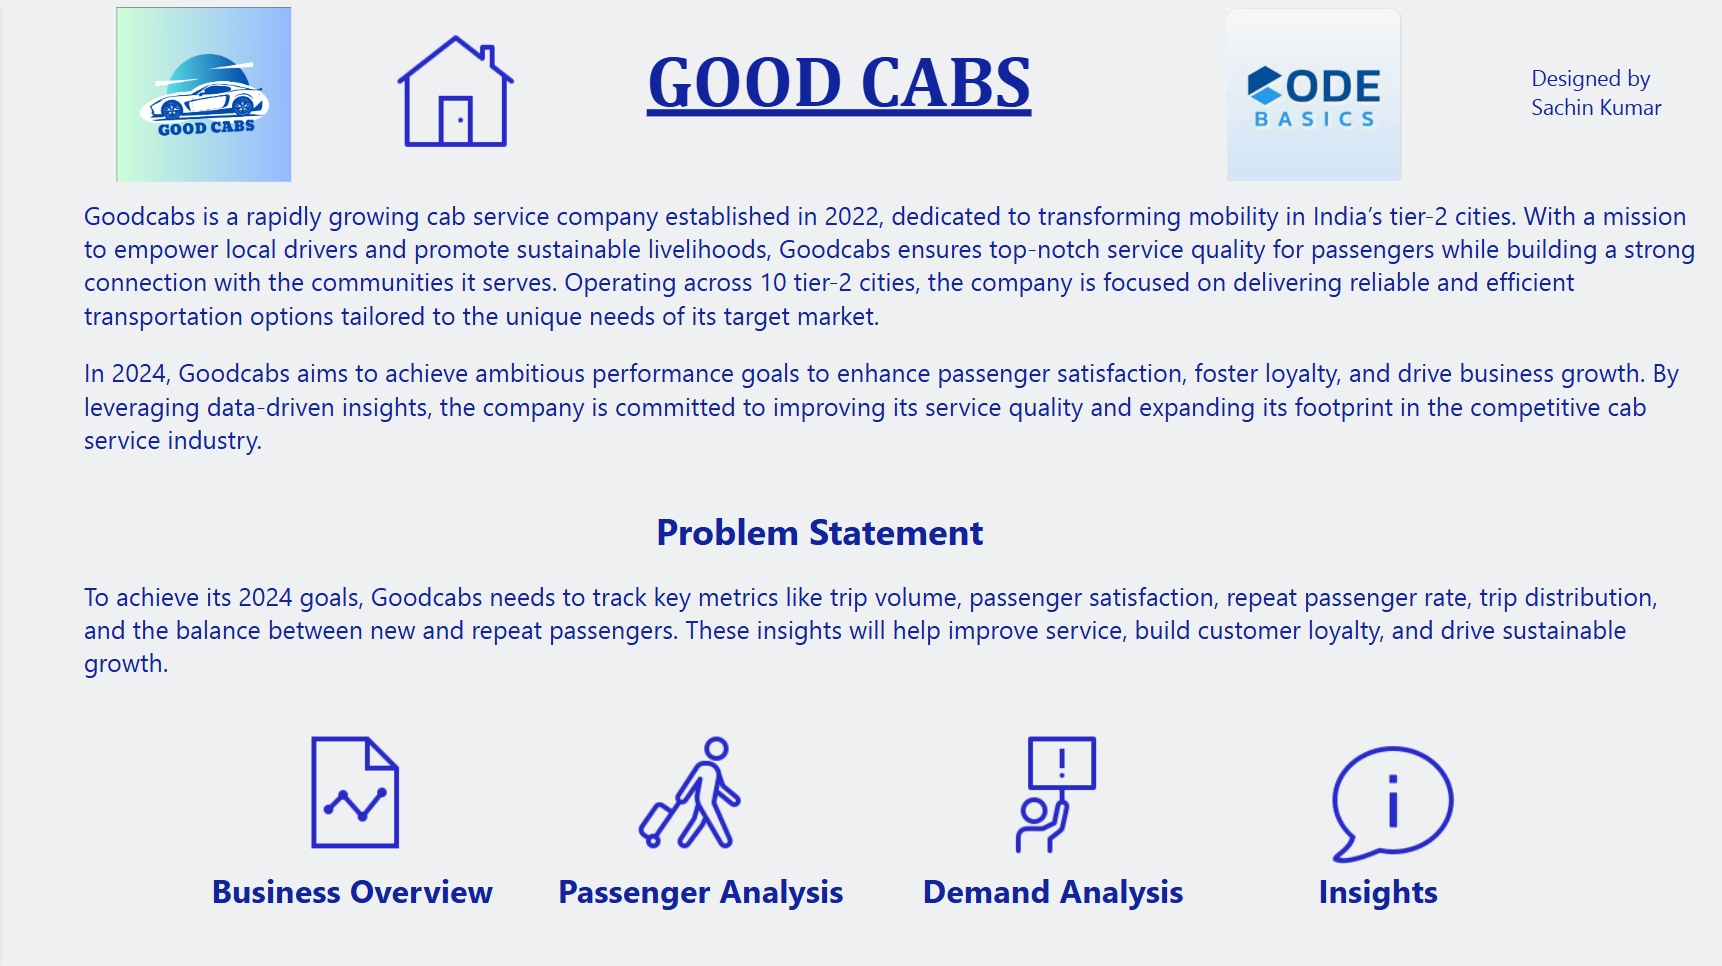 GOOD CABS
GOOD CABS
CODE
BASICS
Designed by
Sachin Kumar
Goodcabs is a rapidly growing cab service company established in 2022, dedicated to transforming mobility in India’s tier-2 cities. With a mission
to empower local drivers and promote sustainable livelihoods, Goodcabs ensures top-notch service quality for passengers while building a strong
connection with the communities it serves. Operating across 10 tier-2 cities, the company is focused on delivering reliable and efficient
transportation options tailored to the unique needs of its target market.
In 2024, Goodcabs aims to achieve ambitious performance goals to enhance passenger satisfaction, foster loyalty, and drive business growth. By
leveraging data-driven insights, the company is committed to improving its service quality and expanding its footprint in the competitive cab
service industry.
Problem Statement
To achieve its 2024 goals, Goodcabs needs to track key metrics like trip volume, passenger satisfaction, repeat passenger rate, trip distribution,
and the balance between new and repeat passengers. These insights will help improve service, build customer loyalty, and drive sustainable
growth.
!
i
Business Overview
Passenger Analysis
Demand Analysis
Insights